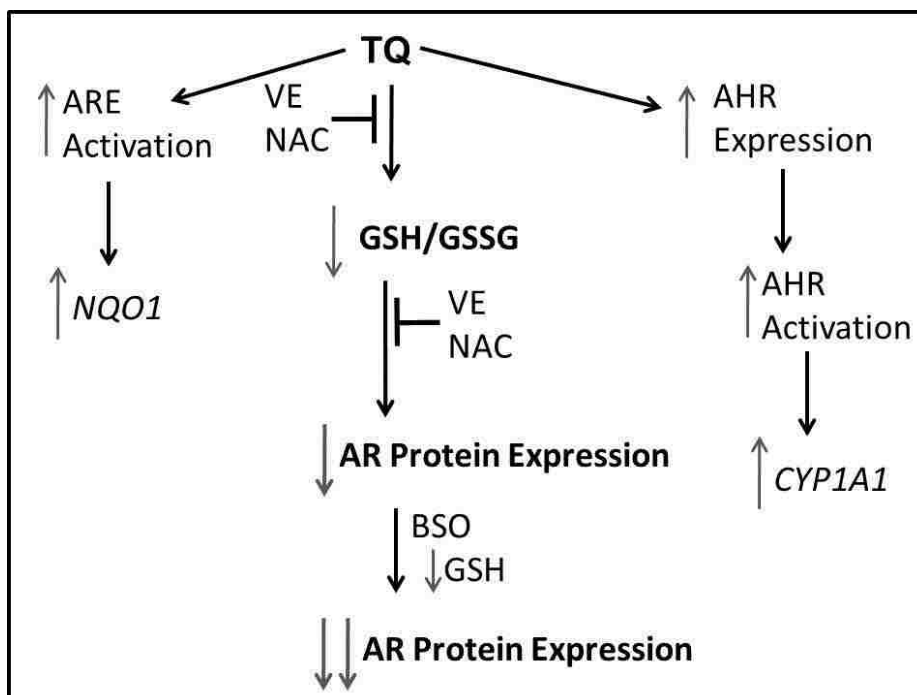 TQ
ARE
Activation
VE
NAC
AHR
Expression
GSH/GSSG
NQO1
VE
NAC
AHR
Activation
AR Protein Expression
CYP1A1
BSO
GSH
AR Protein Expression